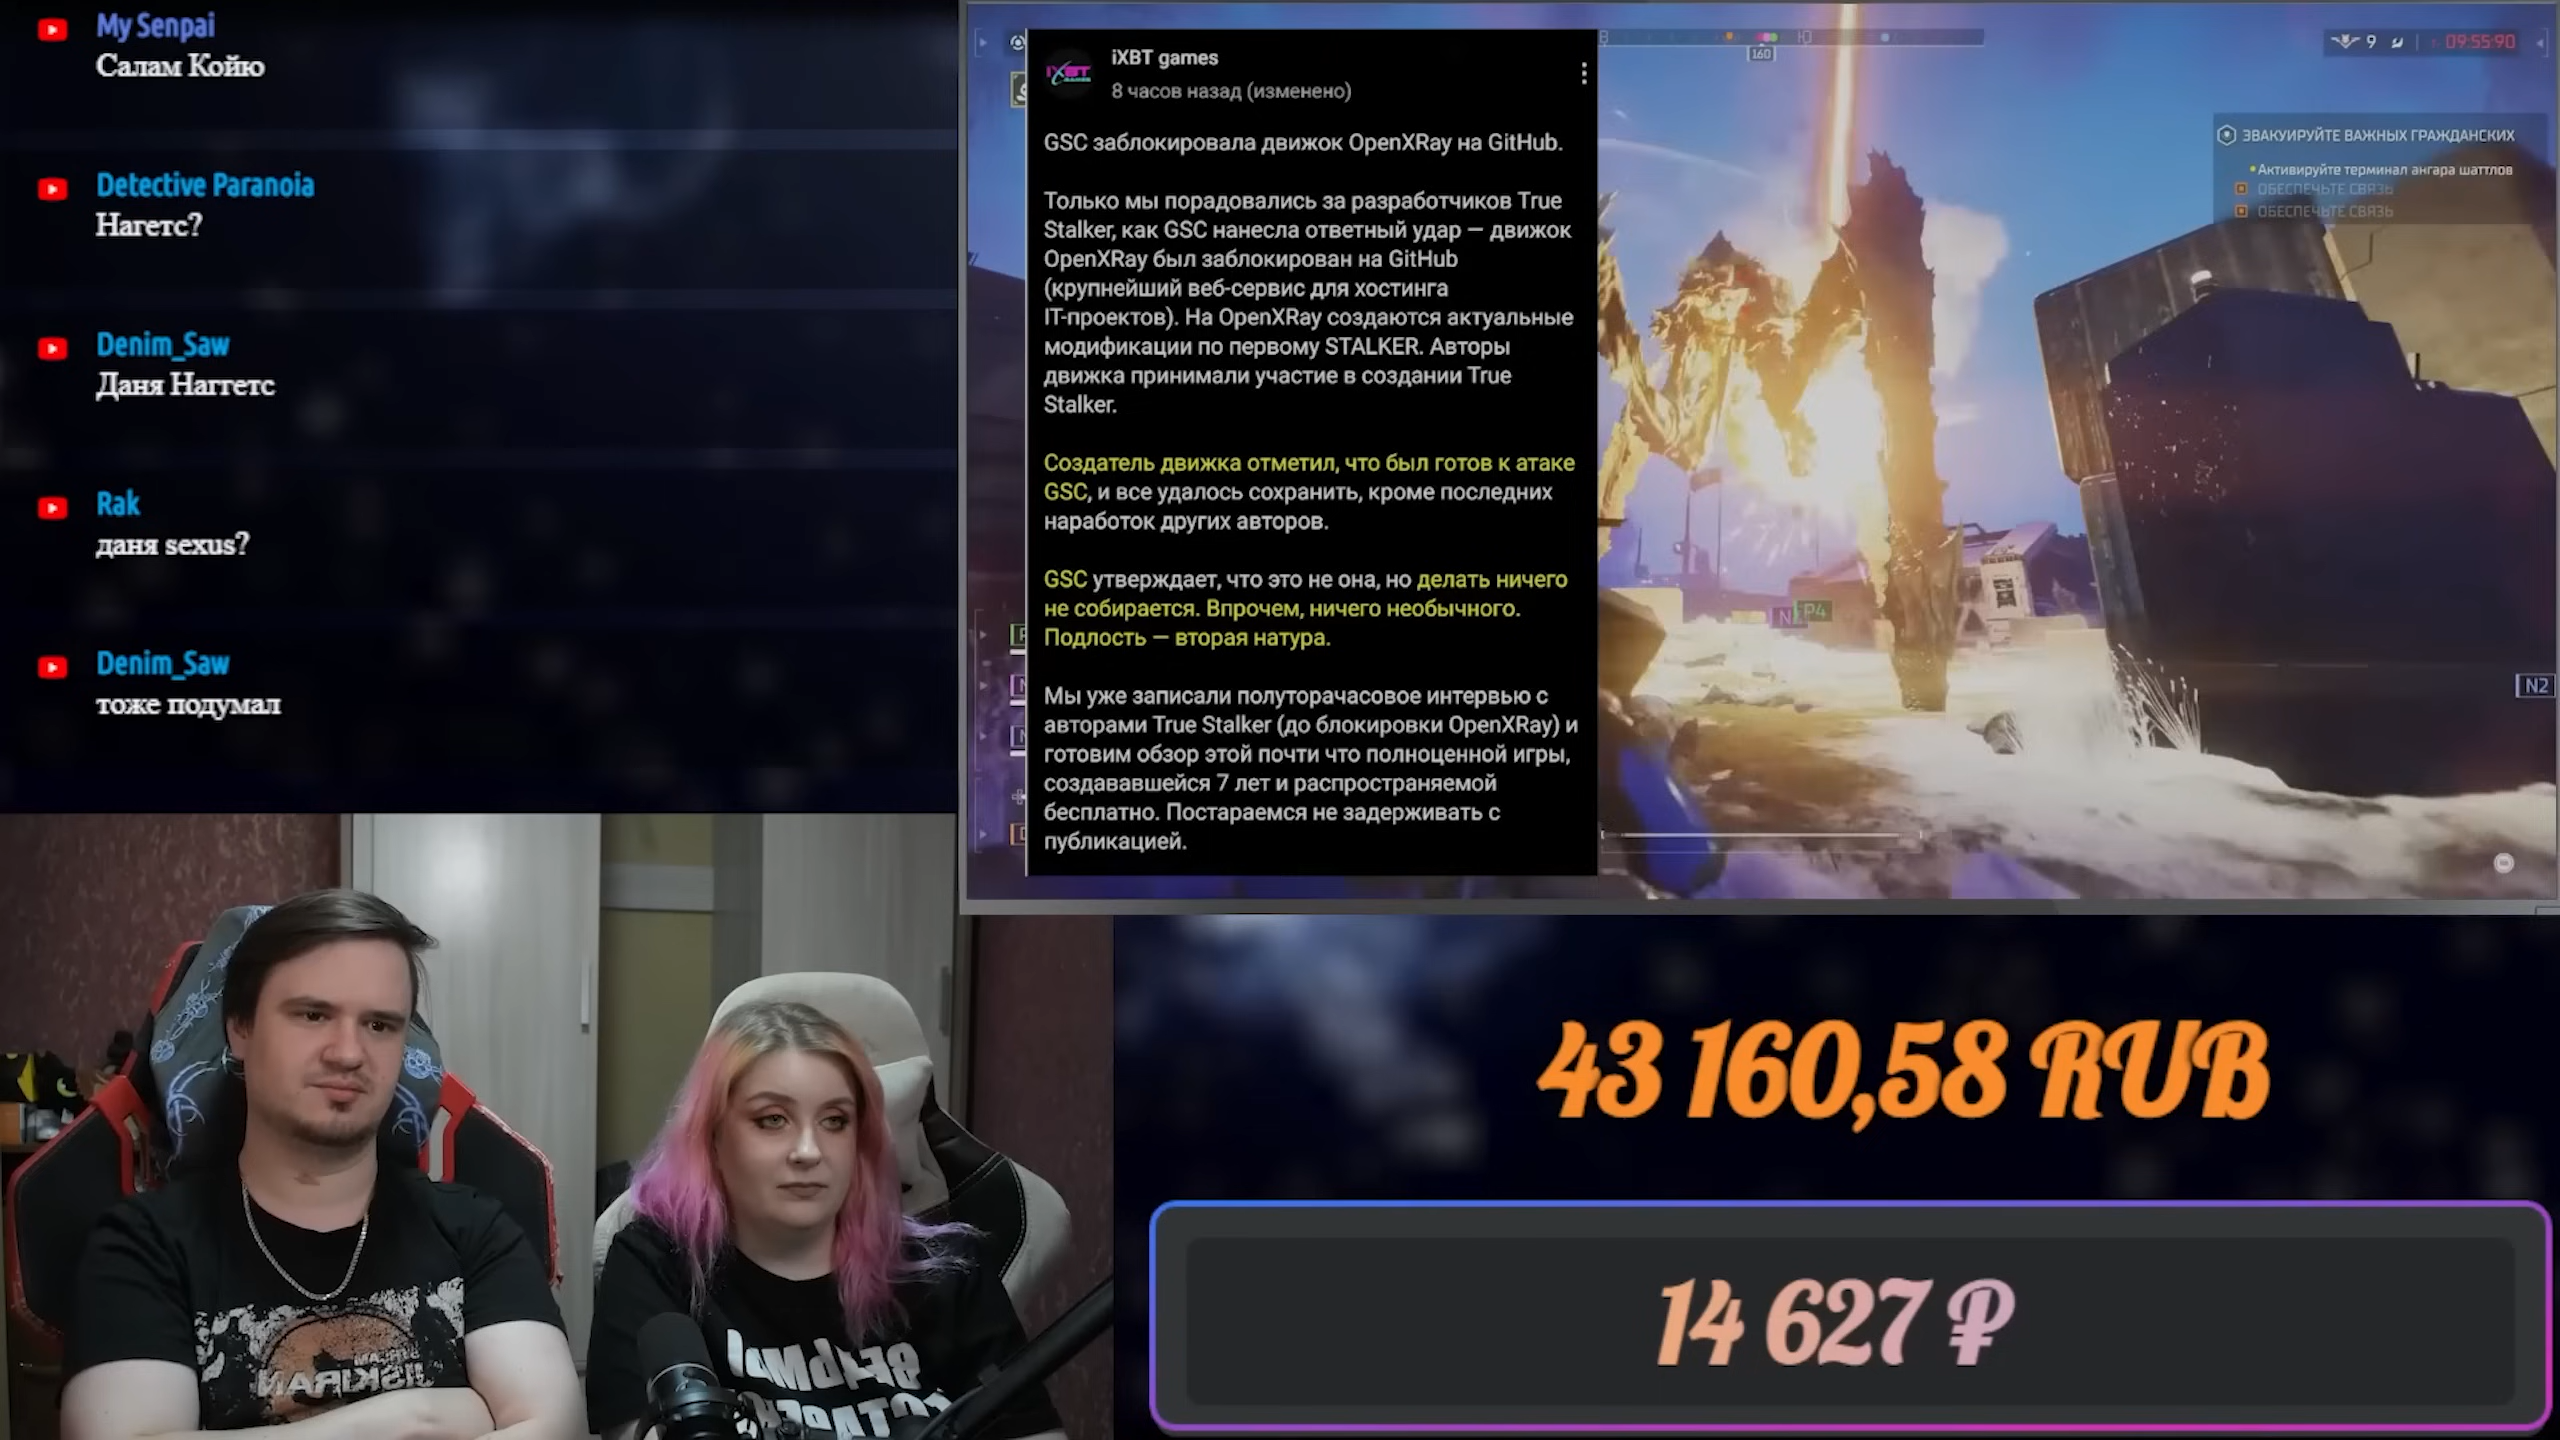 My Senpai
Салам Койю
Detective Paranoia
Нагетс?
Denim_Saw
Даня Наггетс
Rak
даня sexus?
Denim_Saw
тоже подумал
iXBT games
8 часов назад (изменено)
GSC заблокировала движок OpenXRay на GitHub.
Только мы порадовались за разработчиков True
Stalker, как GSC нанесла ответный удар — движок
OpenXRay был заблокирован на GitHub
(крупнейший веб-сервис для хостинга
IT-проектов). На OpenXRay создаются актуальные
модификации по первому STALKER. Авторы
движка принимали участие в создании True
Stalker.
Создатель движка отметил, что был готов к атаке
GSC, и все удалось сохранить, кроме последних
наработок других авторов.
GSC утверждает, что это не она, но делать ничего
не собирается. Впрочем, ничего необычного.
Подлость — вторая натура.
Мы уже записали полуторачасовое интервью с
авторами True Stalker (до блокировки OpenXRay) и
готовим обзор этой почти что полноценной игры,
создававшейся 7 лет и распространяемой
бесплатно. Постараемся не задерживать с
публикацией.
160
9
09:55:90
ЭВАКУИРУЙТЕ ВАЖНЫХ ГРАЖДАНСКИХ
Активируйте терминал ангара шаттлов
ОБЕСПЕЧЬТЕ СВЯЗЬ
ОБЕСПЕЧЬТЕ СВЯЗЬ
P4
N2
43 160,58 RUB
14 627 ₽